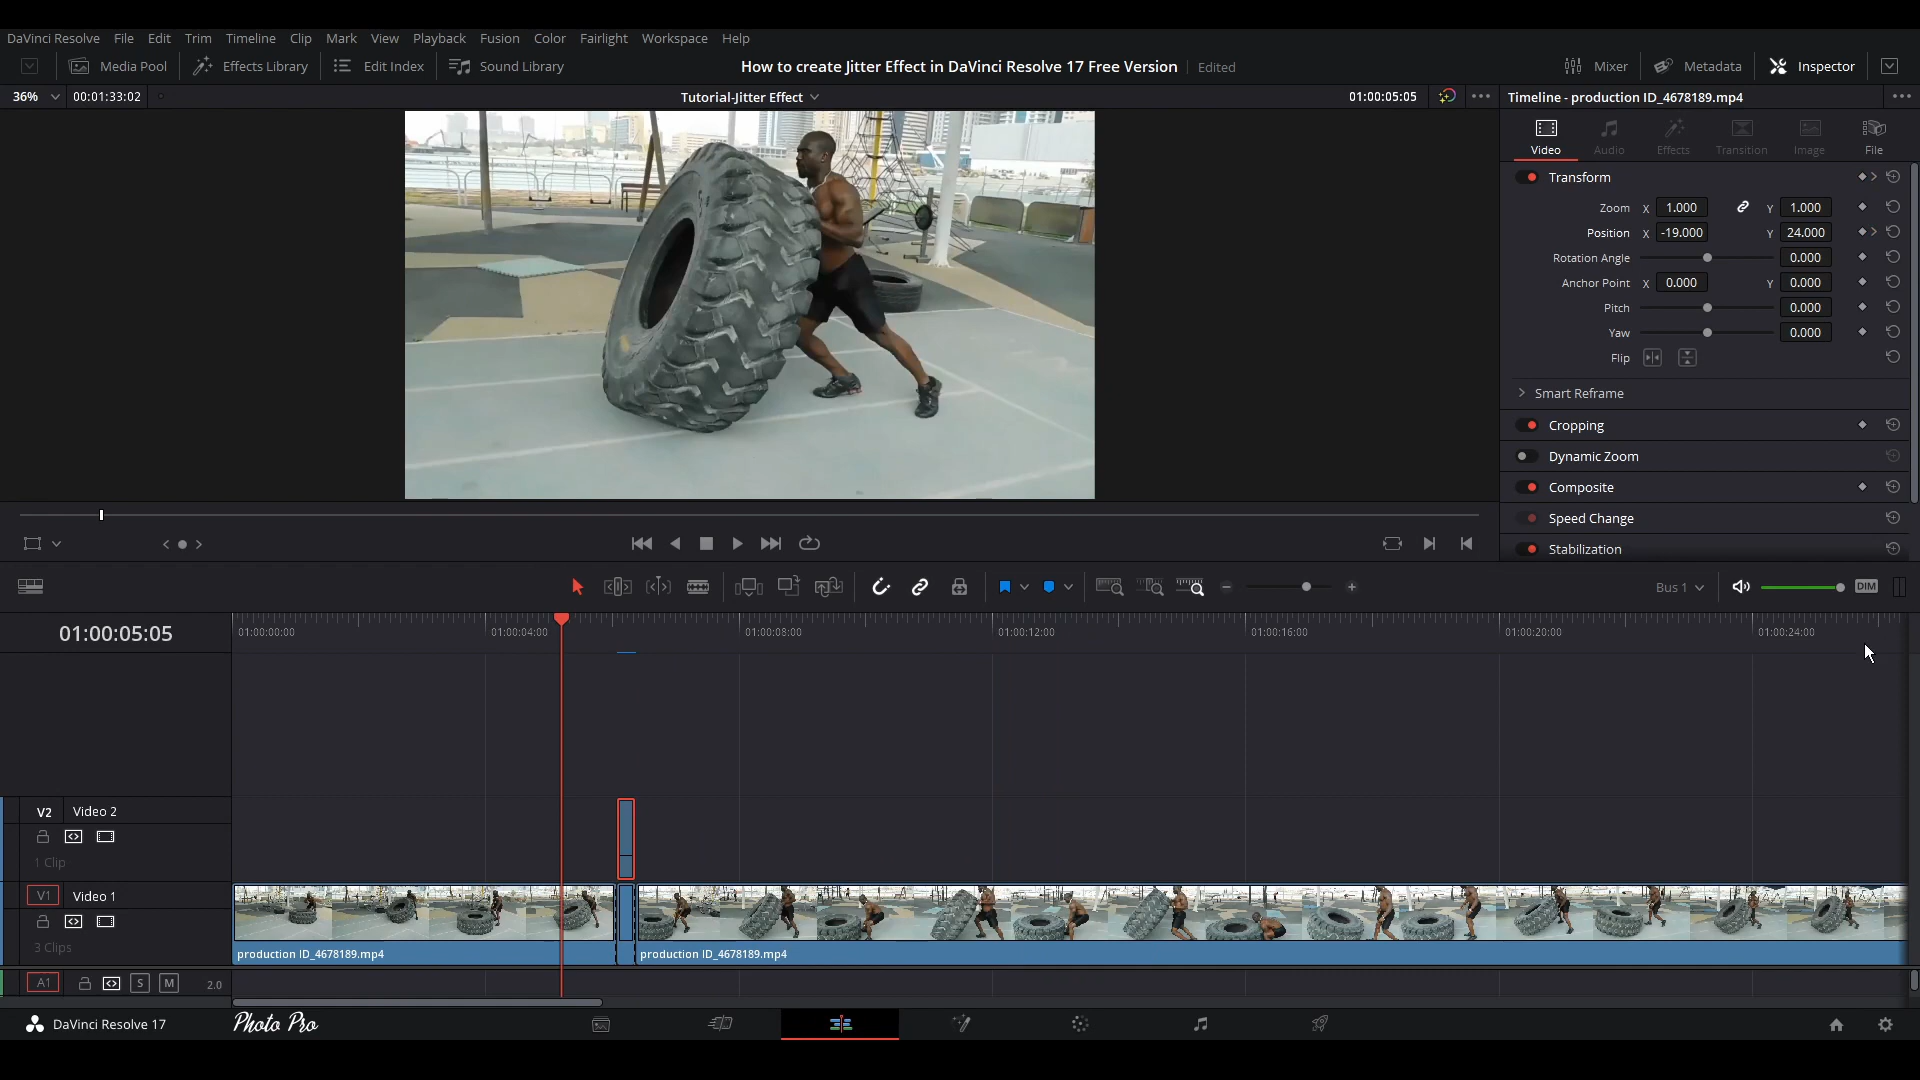 DaVinci Resolve File Edit Trim Timeline Clip Mark View Playback Fusion Color Fairlight Workspace Help
Media Pool Effects Library Edit Index Sound Library How to create Jitter Effect in DaVinci Resolve 17 Free Version Edited Mixer Metadata Inspector
36% 00:01:33:02 Tutorial-Jitter Effect 01:00:05:05 Timeline - production ID_4678189.mp4
Video Audio Effects Transition Image File
Transform
Zoom X 1.000 Y 1.000
Position X -19.000 Y 24.000
Rotation Angle 0.000
Anchor Point X 0.000 Y 0.000
Pitch 0.000
Yaw 0.000
Flip
Smart Reframe
Cropping
Dynamic Zoom
Composite
Speed Change
Stabilization
Bus 1 DIM
01:00:05:05 01:00:00:00 01:00:04:00 01:00:08:00 01:00:12:00 01:00:16:00 01:00:20:00 01:00:24:00
V2 Video 2
1 Clip
V1 Video 1
3 Clips
production ID_4678189.mp4 production ID_4678189.mp4
A1 S M 2.0
DaVinci Resolve 17 Photo Pro